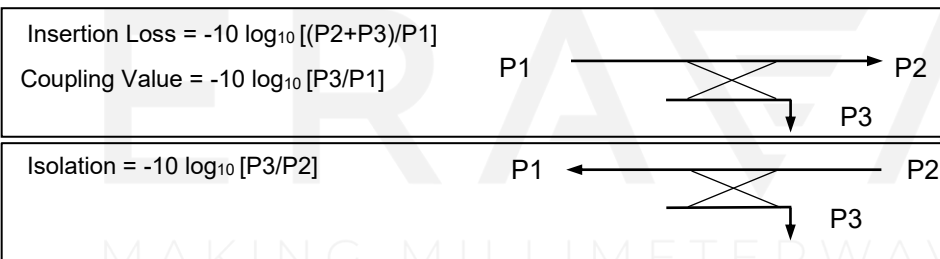 Insertion Loss = -10 log₁₀ [(P2+P3)/P1]
Coupling Value = -10 log₁₀ [P3/P1]
P1
P2
P3
Isolation = -10 log₁₀ [P3/P2]
P1
P2
P3